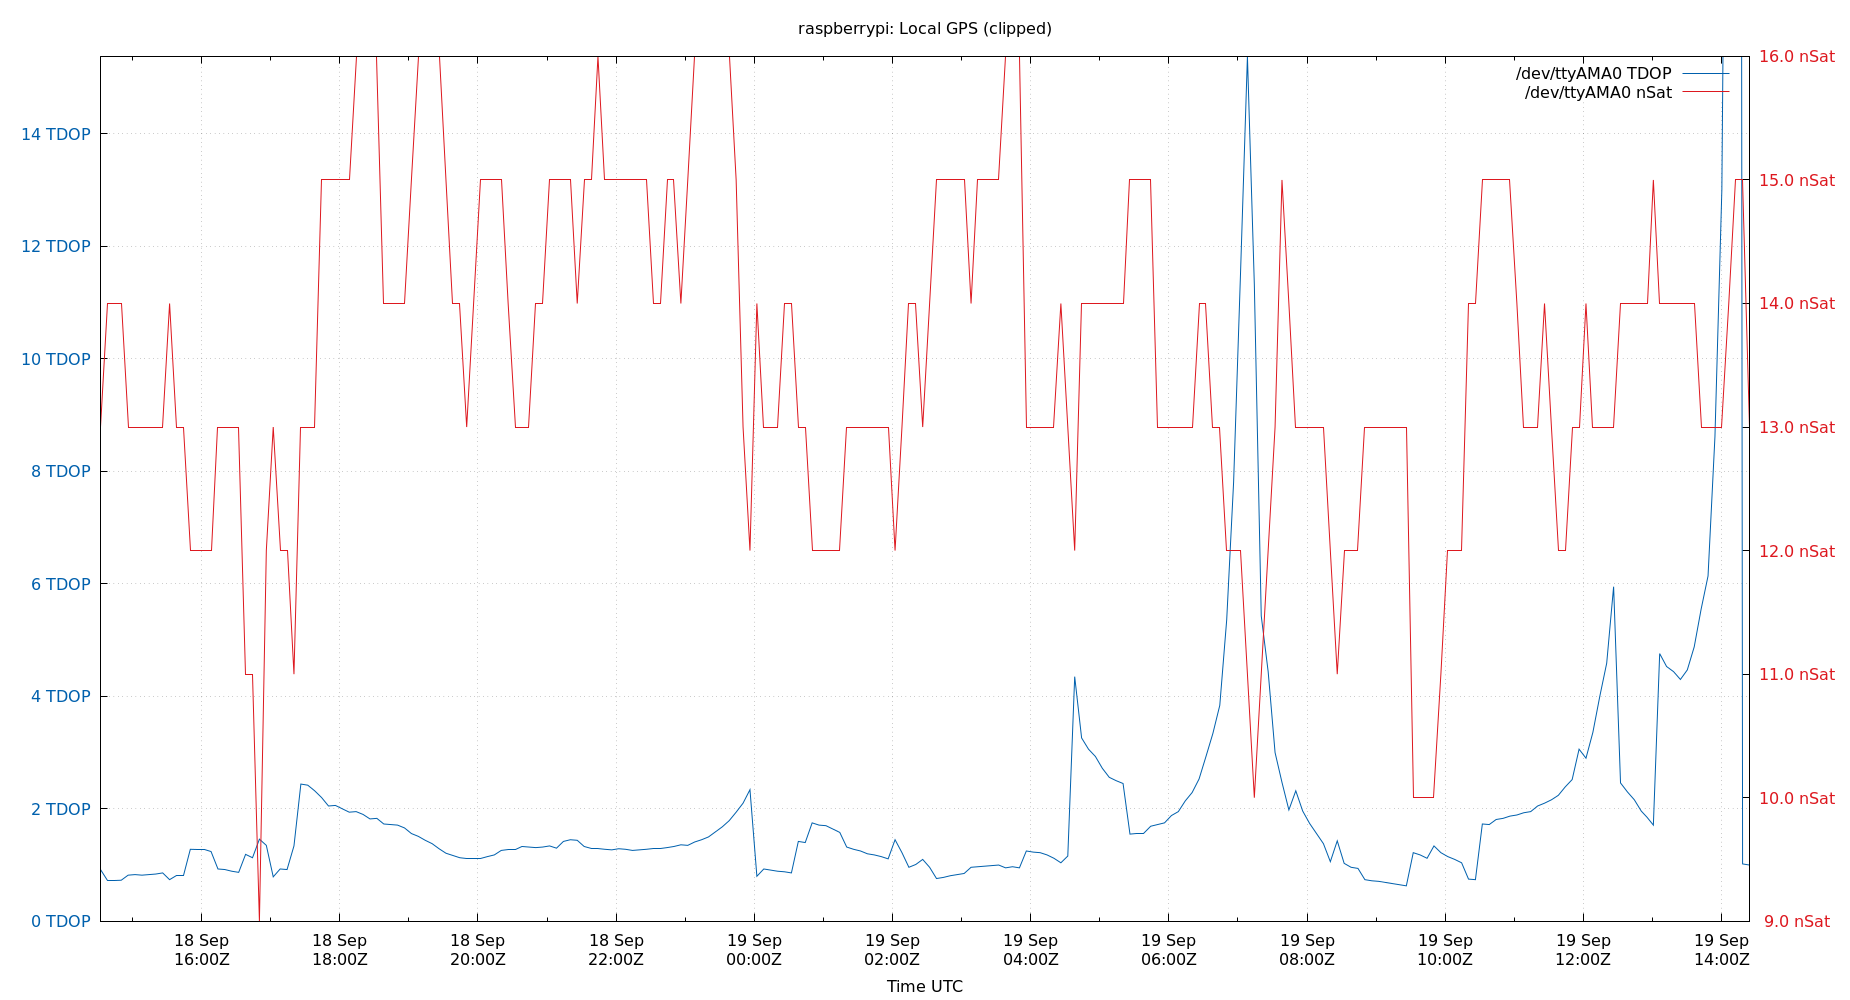 raspberrypi: Local GPS (clipped)
/dev/ttyAMA0 TDOP
/dev/ttyAMA0 nSat
14 TDOP
12 TDOP
10 TDOP
8 TDOP
6 TDOP
4 TDOP
2 TDOP
0 TDOP
16.0 nSat
15.0 nSat
14.0 nSat
13.0 nSat
12.0 nSat
11.0 nSat
10.0 nSat
9.0 nSat
18 Sep 18 Sep 18 Sep 18 Sep 19 Sep 19 Sep 19 Sep 19 Sep 19 Sep 19 Sep 19 Sep 19 Sep
16:00Z 18:00Z 20:00Z 22:00Z 00:00Z 02:00Z 04:00Z 06:00Z 08:00Z 10:00Z 12:00Z 14:00Z
Time UTC